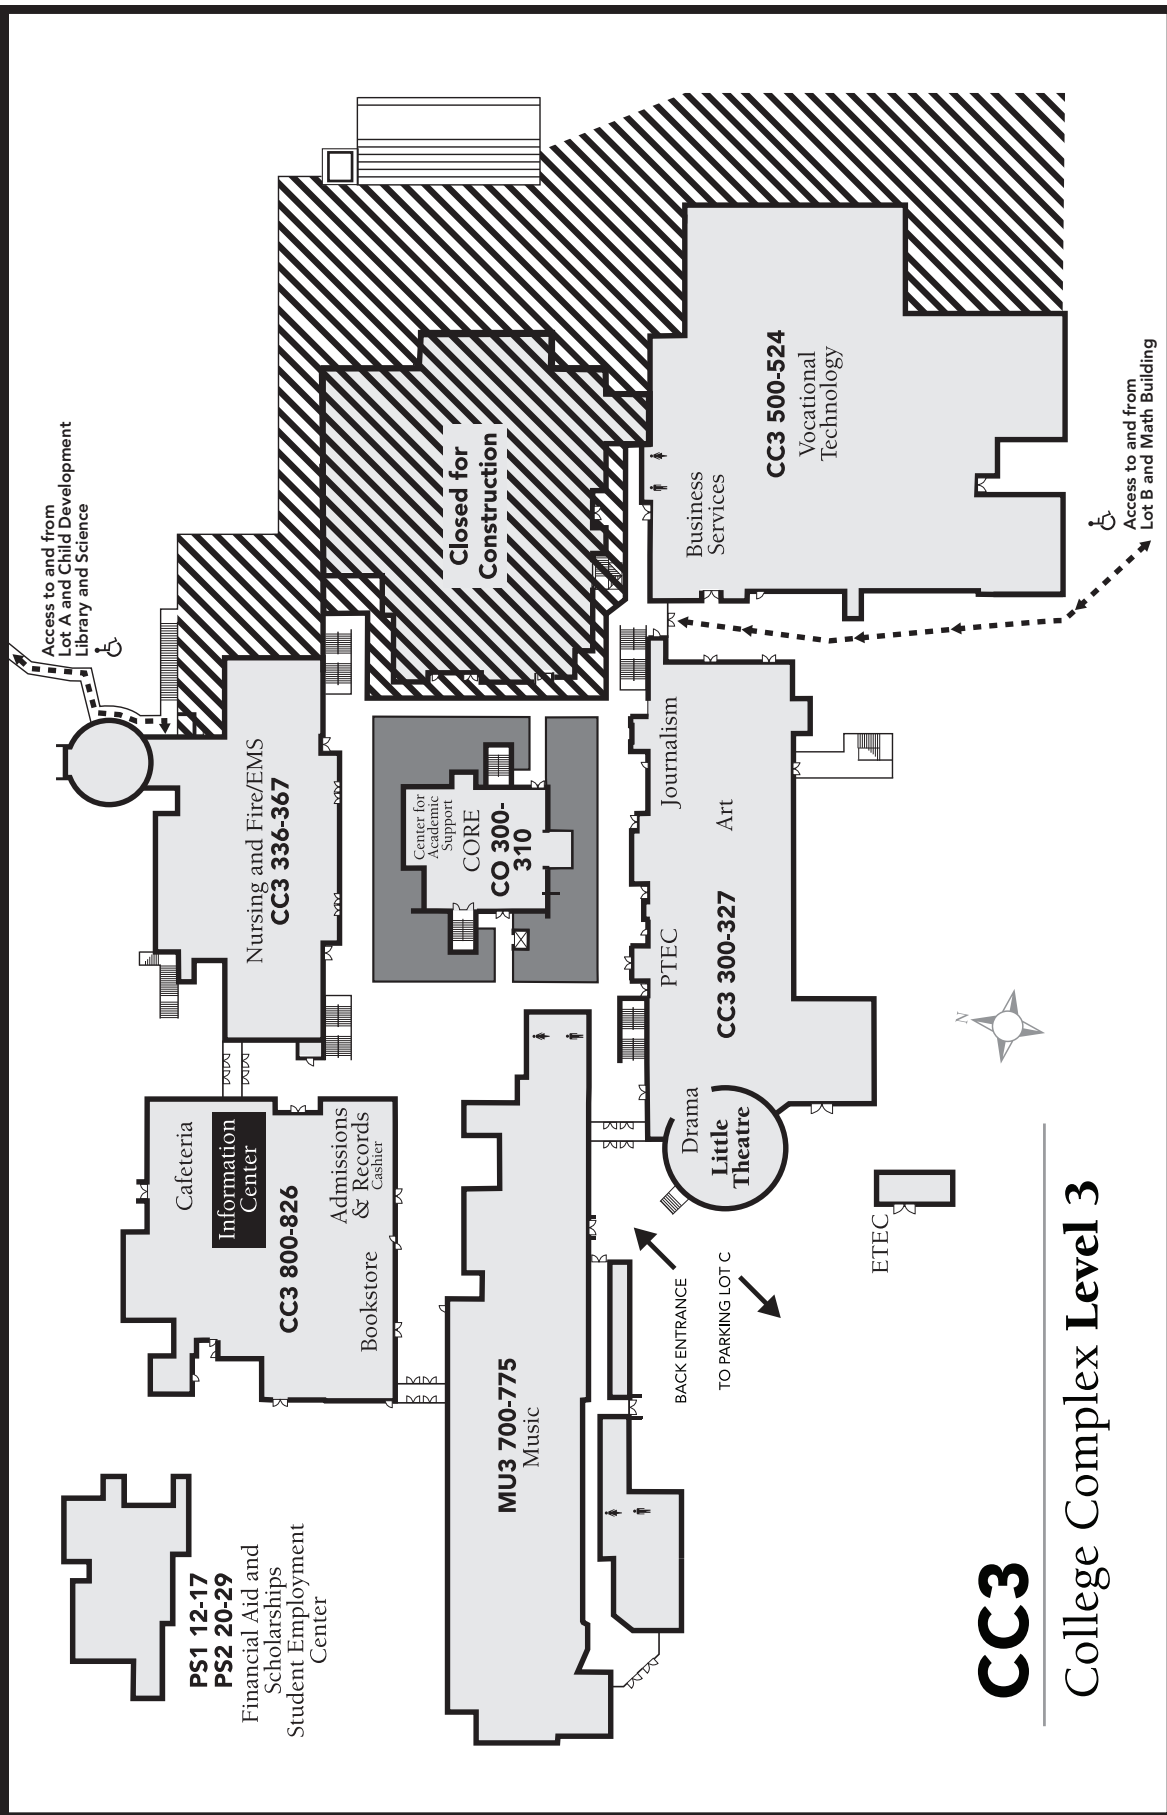 Access to and from
Lot A and Child Development
Library and Science
Nursing and Fire/EMS
CC3 336-367
Closed for
Construction
Business
Services
CC3 500-524
Vocational
Technology
Access to and from
Lot B and Math Building
Center for
Academic
Support
CORE
CO 300-
310
Journalism
Art
PTEC
CC3 300-327
Drama
Little
Theatre
Cafeteria
Information
Center
CC3 800-826
Admissions
& Records
Cashier
Bookstore
MU3 700-775
Music
BACK ENTRANCE
TO PARKING LOT C
ETEC
N
PS1 12-17
PS2 20-29
Financial Aid and
Scholarships
Student Employment
Center
CC3
College Complex Level 3